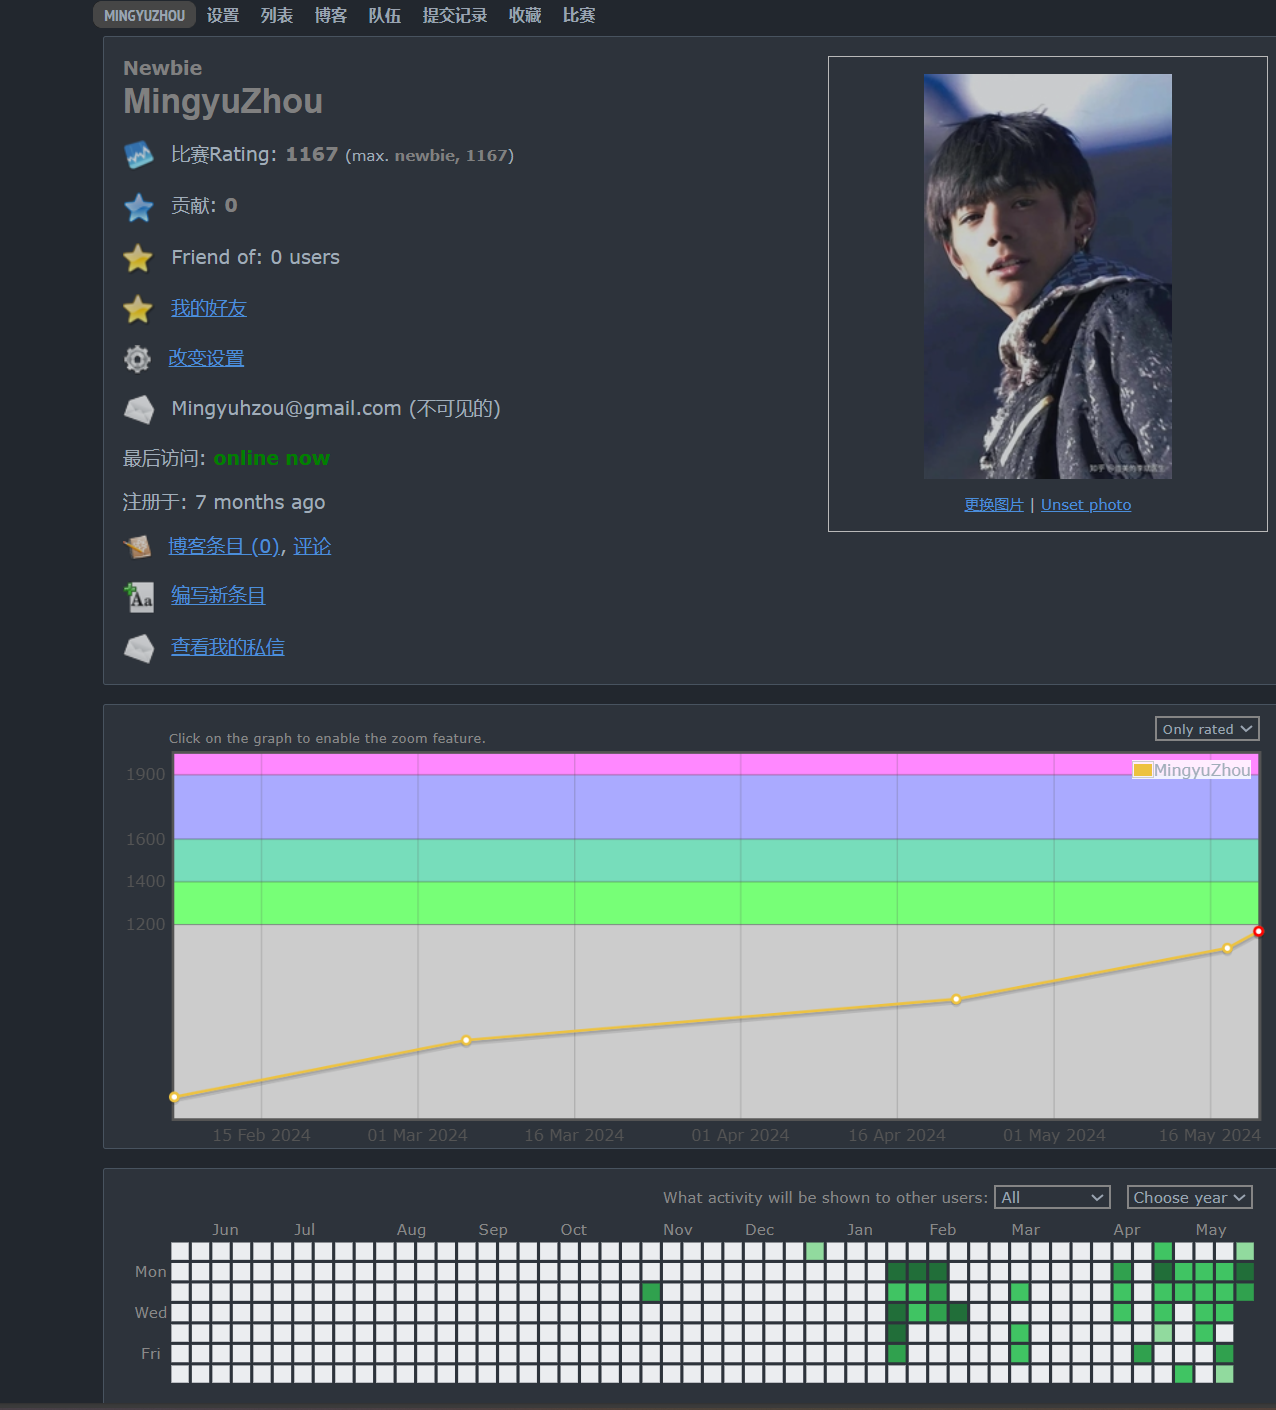 MINGYUZHOU 设置 列表 博客 队伍 提交记录 收藏 比赛
Newbie
MingyuZhou
比赛Rating: 1167 (max. newbie, 1167)
贡献: 0
Friend of: 0 users
我的好友
改变设置
Mingyuhzou@gmail.com (不可见的)
最后访问: online now
注册于: 7 months ago
博客条目 (0), 评论
编写新条目
查看我的私信
更换图片 | Unset photo
Only rated
Click on the graph to enable the zoom feature.
MingyuZhou
1900
1600
1400
1200
15 Feb 2024 01 Mar 2024 16 Mar 2024 01 Apr 2024 16 Apr 2024 01 May 2024 16 May 2024
What activity will be shown to other users: All Choose year
Jun Jul Aug Sep Oct Nov Dec Jan Feb Mar Apr May
Mon
Wed
Fri